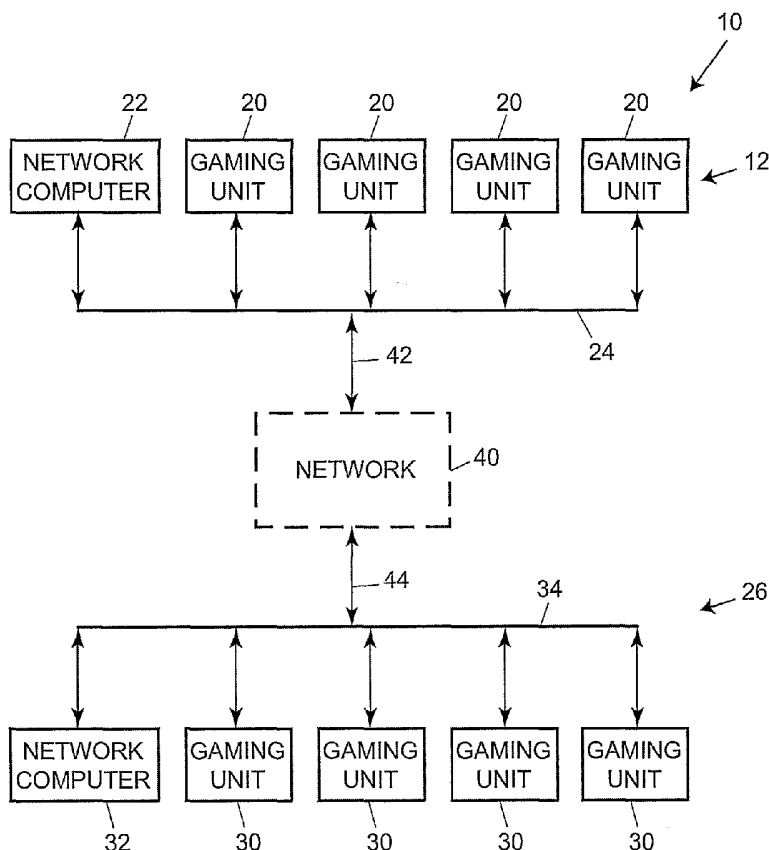 10
22 20 20 20 20
NETWORK COMPUTER
GAMING UNIT
GAMING UNIT
GAMING UNIT
GAMING UNIT
12
24
42
NETWORK
40
44
34
26
NETWORK COMPUTER
GAMING UNIT
GAMING UNIT
GAMING UNIT
GAMING UNIT
32 30 30 30 30